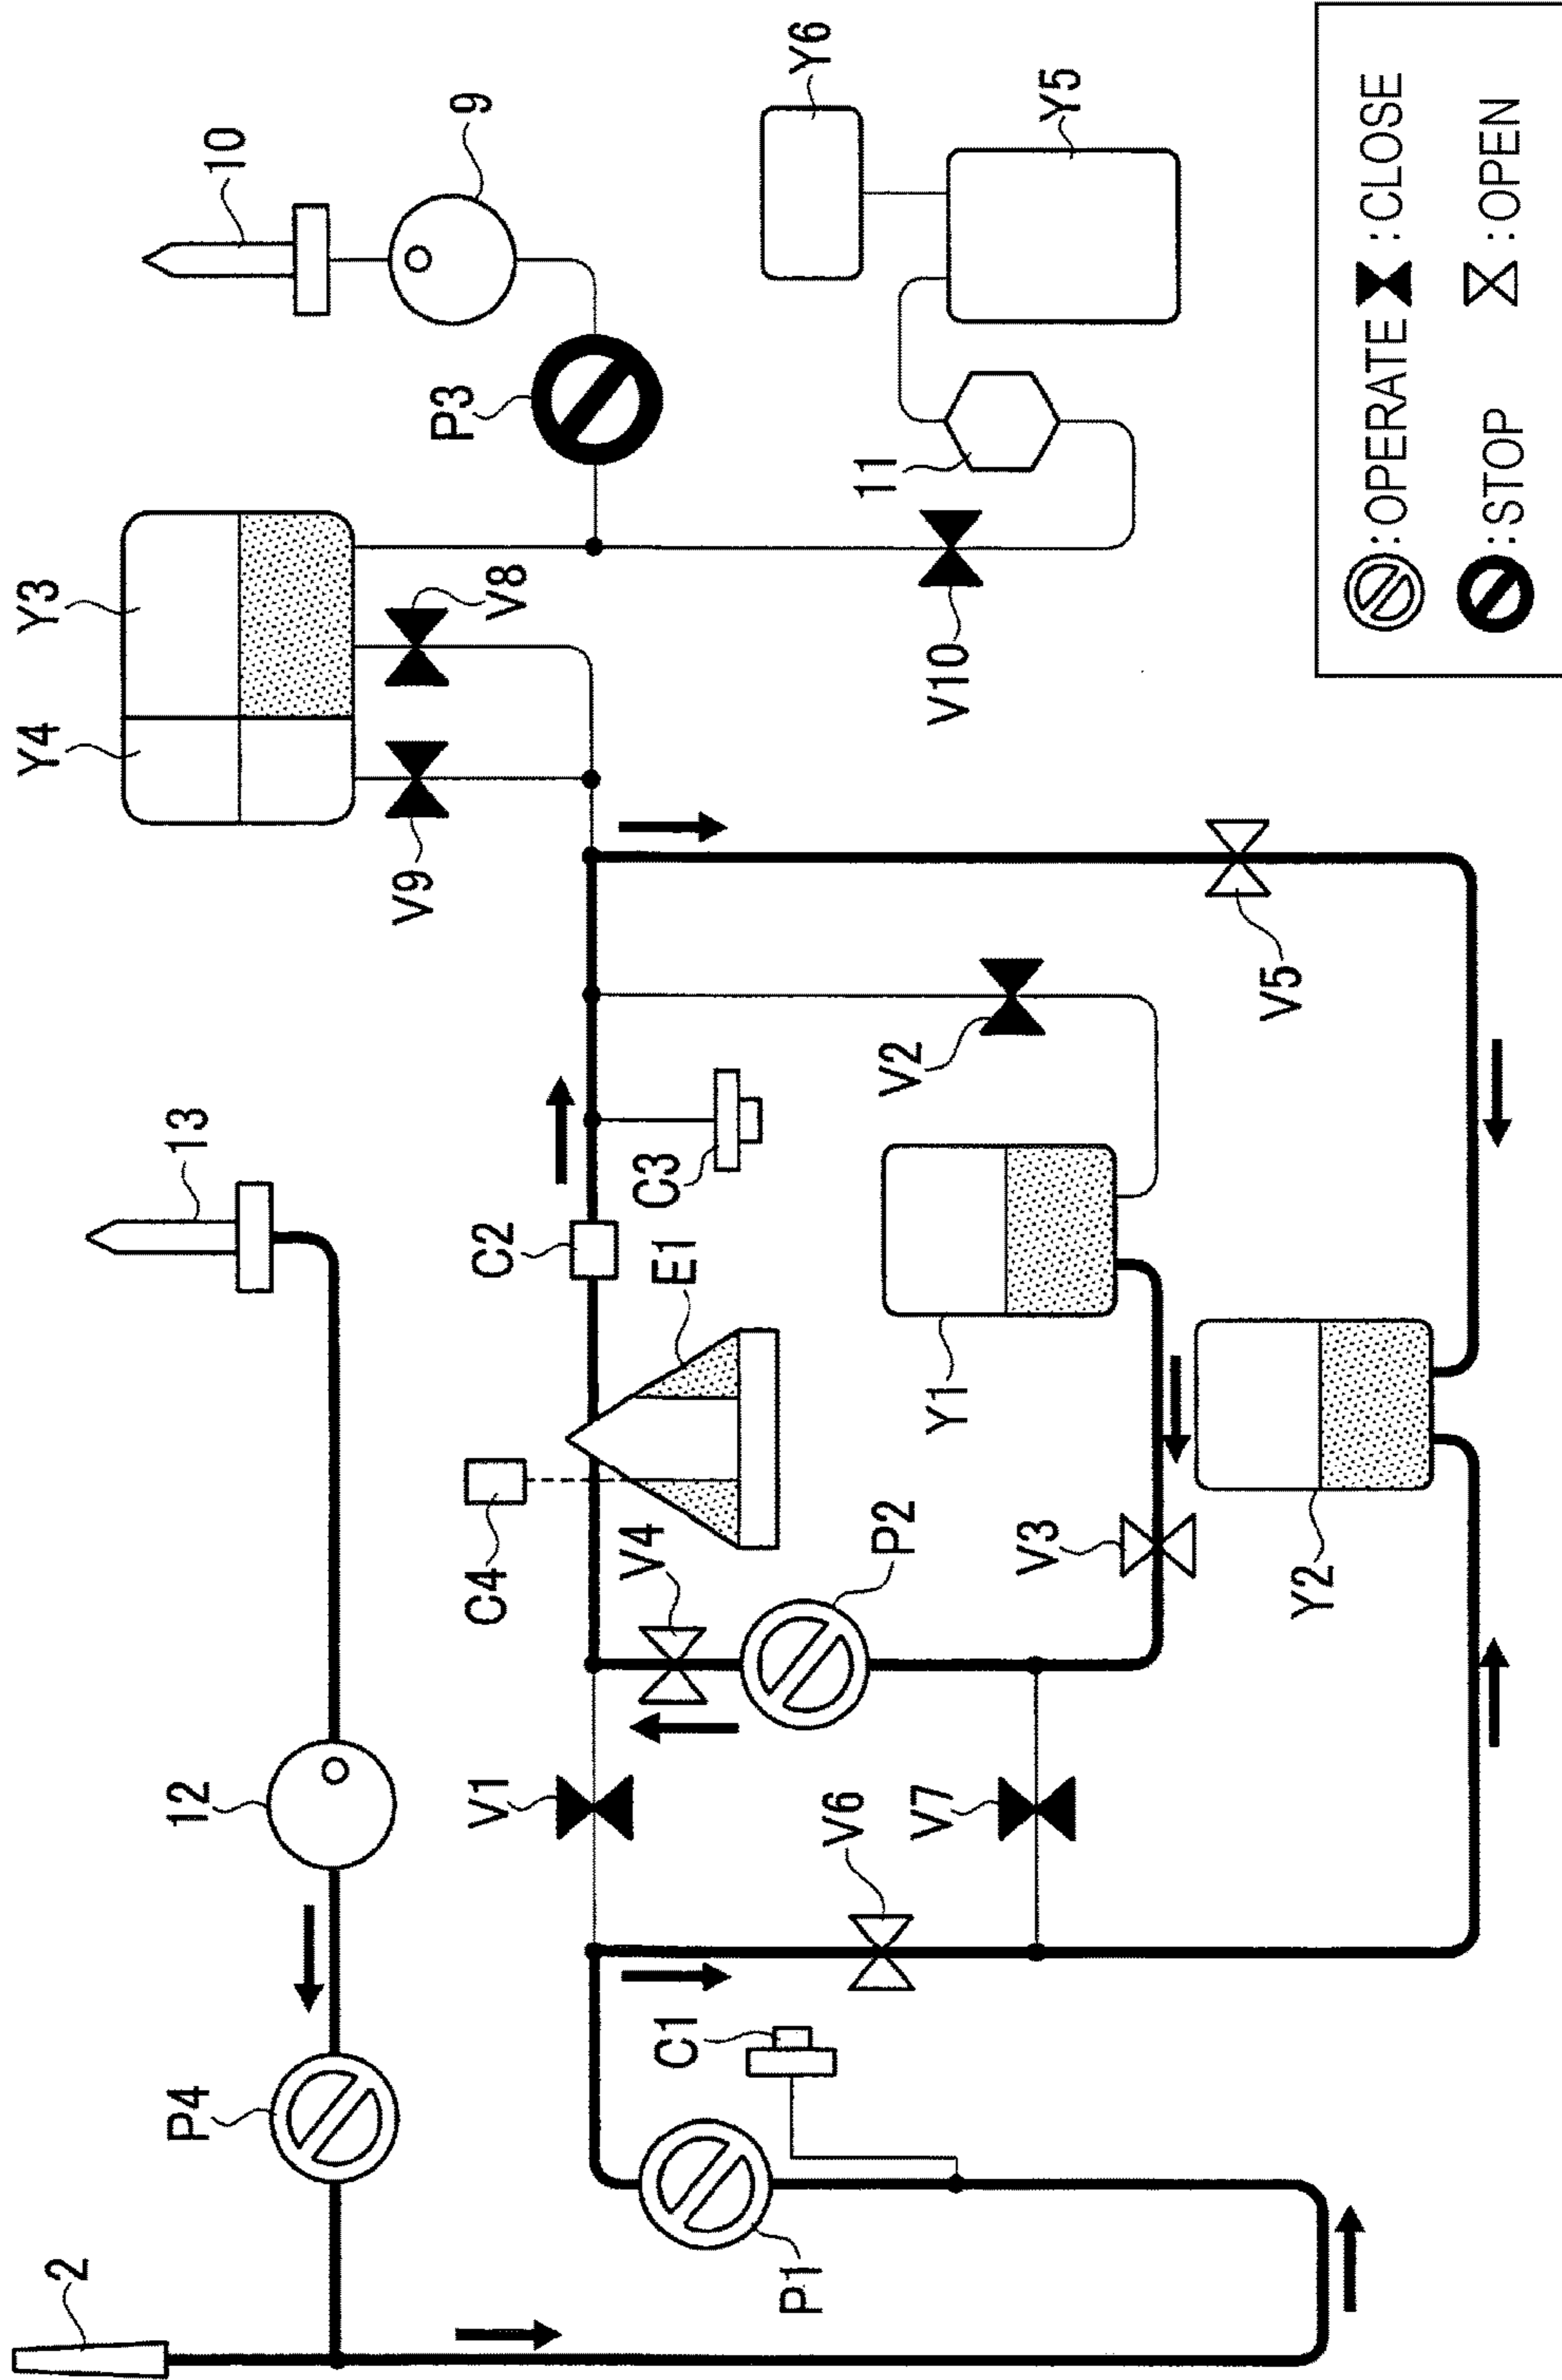 Y4
Y3
2
P4
12
13
10
V9
P3
9
V1
C4
C2
V8
V4
C1
E1
C3
P1
Y6
V6
P2
V2
11
V7
Y1
V10
V3
Y5
V5
Y2
:OPERATE :CLOSE
:STOP :OPEN